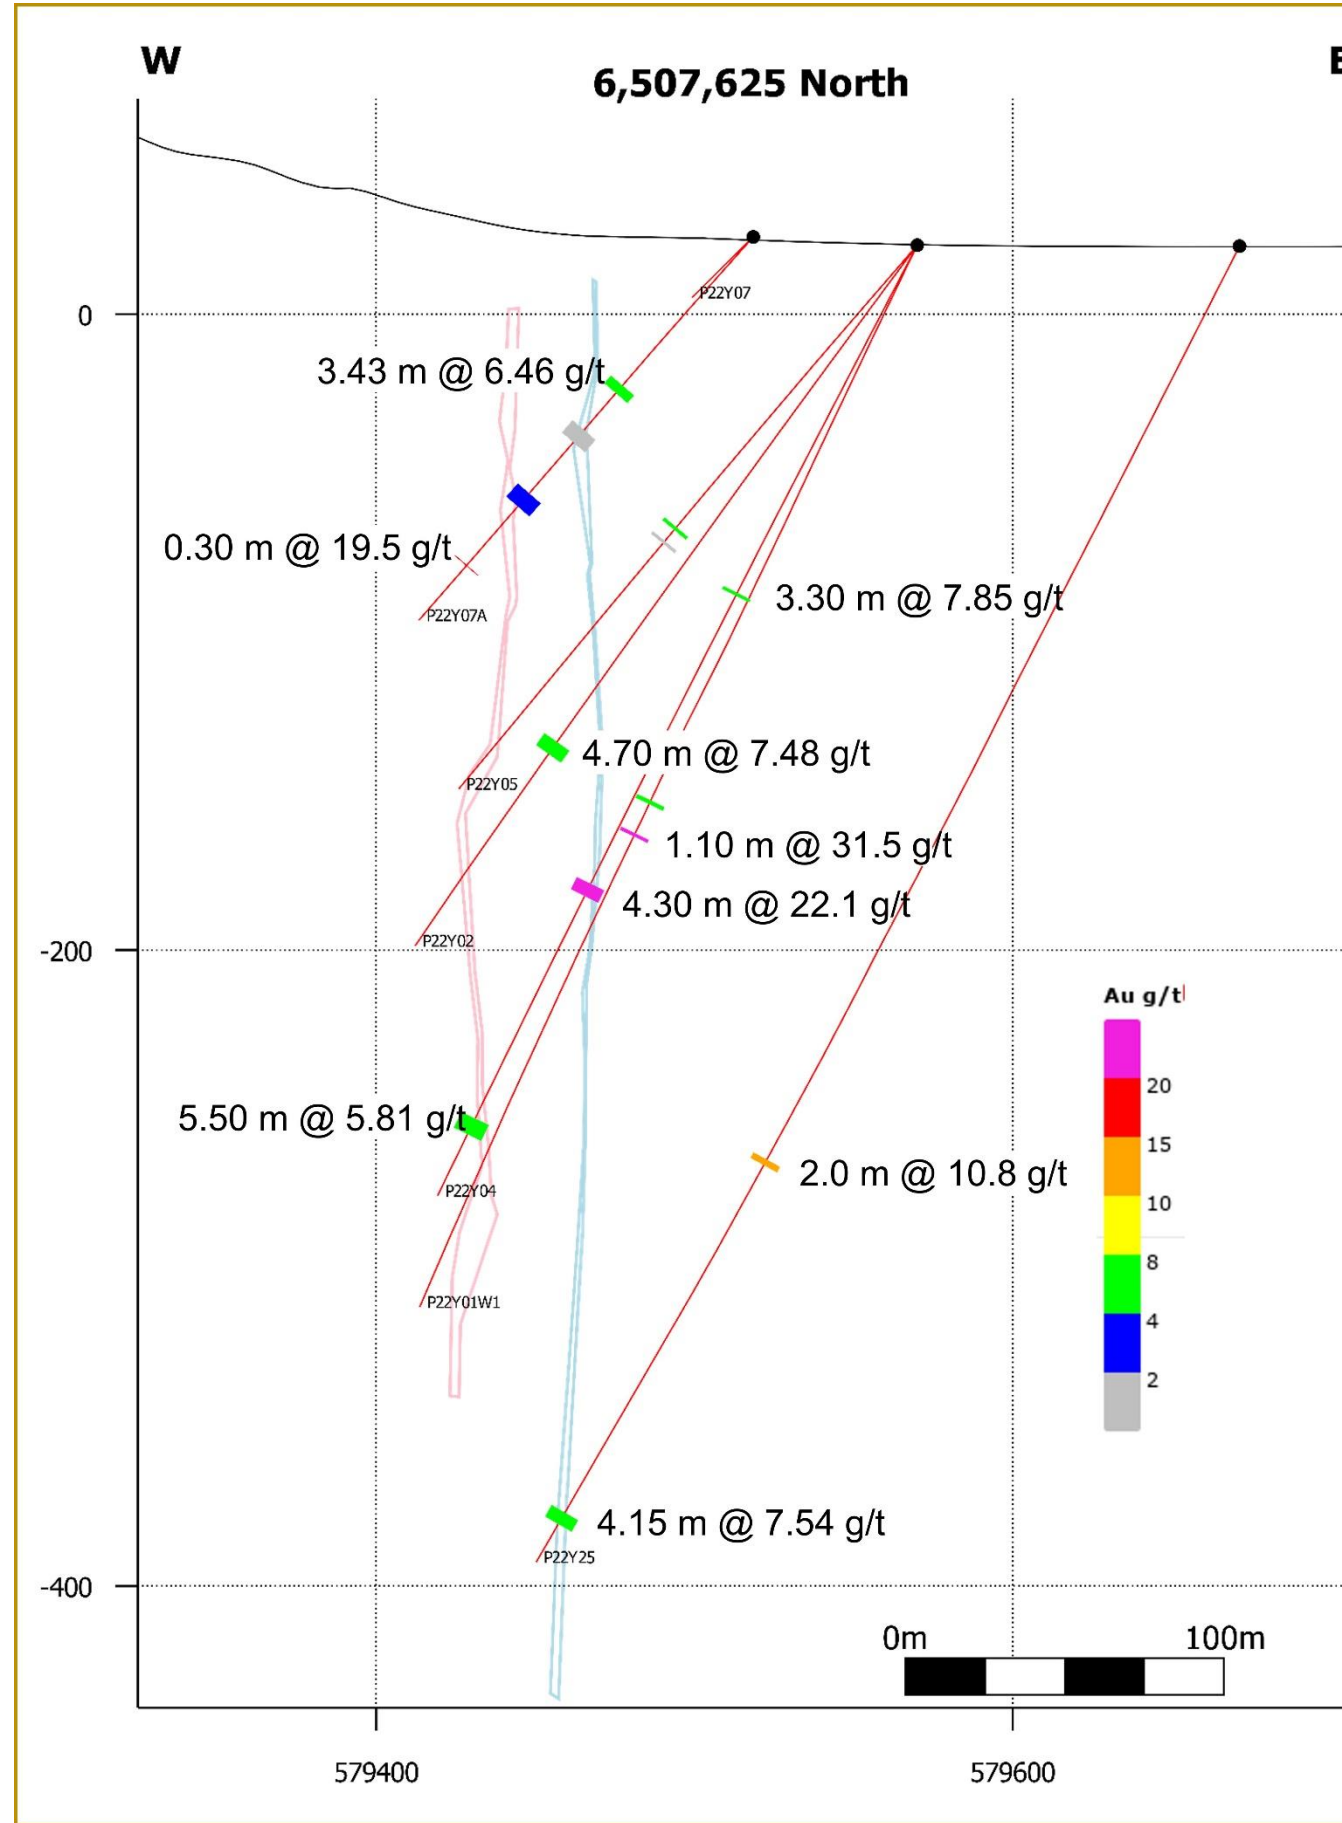 W
E
6,507,625 North
P22Y07
0
3.43 m @ 6.46 g/t
0.30 m @ 19.5 g/t
3.30 m @ 7.85 g/t
P22Y07A
4.70 m @ 7.48 g/t
P22Y05
1.10 m @ 31.5 g/t
4.30 m @ 22.1 g/t
P22Y02
-200
Au g/t
20
5.50 m @ 5.81 g/t
15
2.0 m @ 10.8 g/t
P22Y04
10
8
P22Y01W1
4
2
4.15 m @ 7.54 g/t
P22Y25
-400
0m 100m
579400 579600